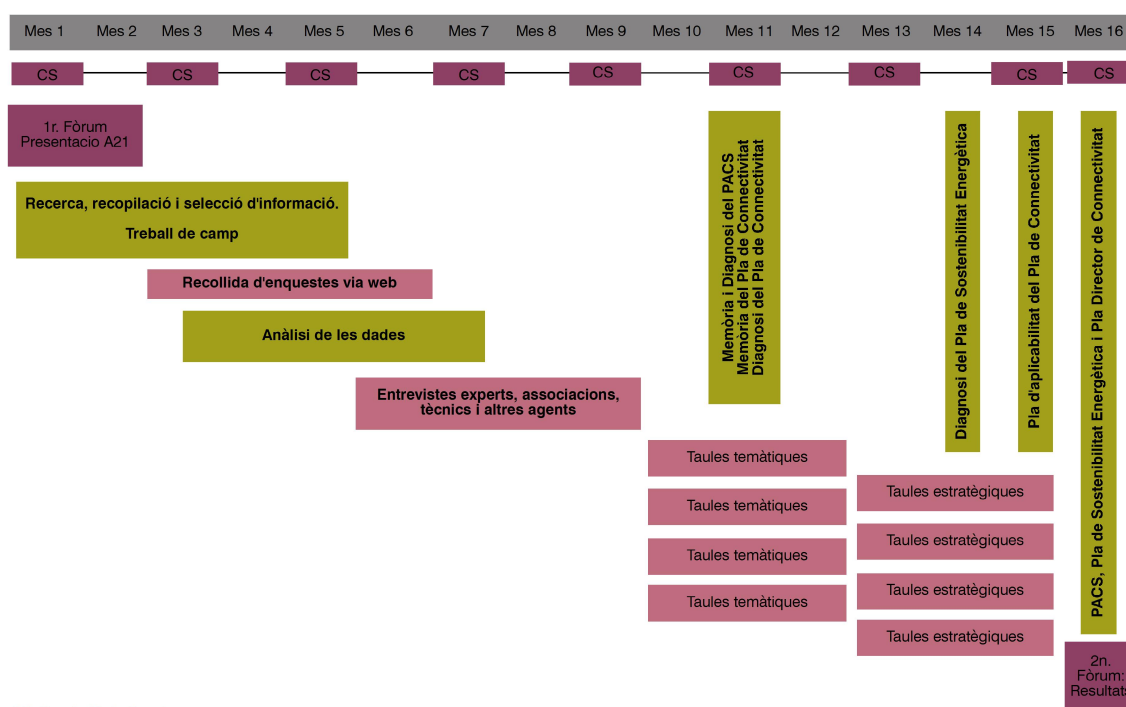 Mes 1 Mes 2 Mes 3 Mes 4 Mes 5 Mes 6 Mes 7 Mes 8 Mes 9 Mes 10 Mes 11 Mes 12 Mes 13 Mes 14 Mes 15 Mes 16
CS CS CS CS CS CS CS CS CS
1r. Fòrum
Presentacio A21
Recerca, recopilació i selecció d'informació.
Treball de camp
Recollida d'enquestes via web
Anàlisi de les dades
Entrevistes experts, associacions,
tècnics i altres agents
Memòria i Diagnosi del PACS
Memòria del Pla de Connectivitat
Diagnosi del Pla de Connectivitat
Diagnosi del Pla de Sostenibilitat Energètica
Pla d'aplicabilitat del Pla de Connectivitat
PACS, Pla de Sostenibilitat Energètica i Pla Director de Connectivitat
Taules temàtiques
Taules temàtiques
Taules temàtiques
Taules temàtiques
Taules estratègiques
Taules estratègiques
Taules estratègiques
Taules estratègiques
2n.
Fòrum:
Resultats